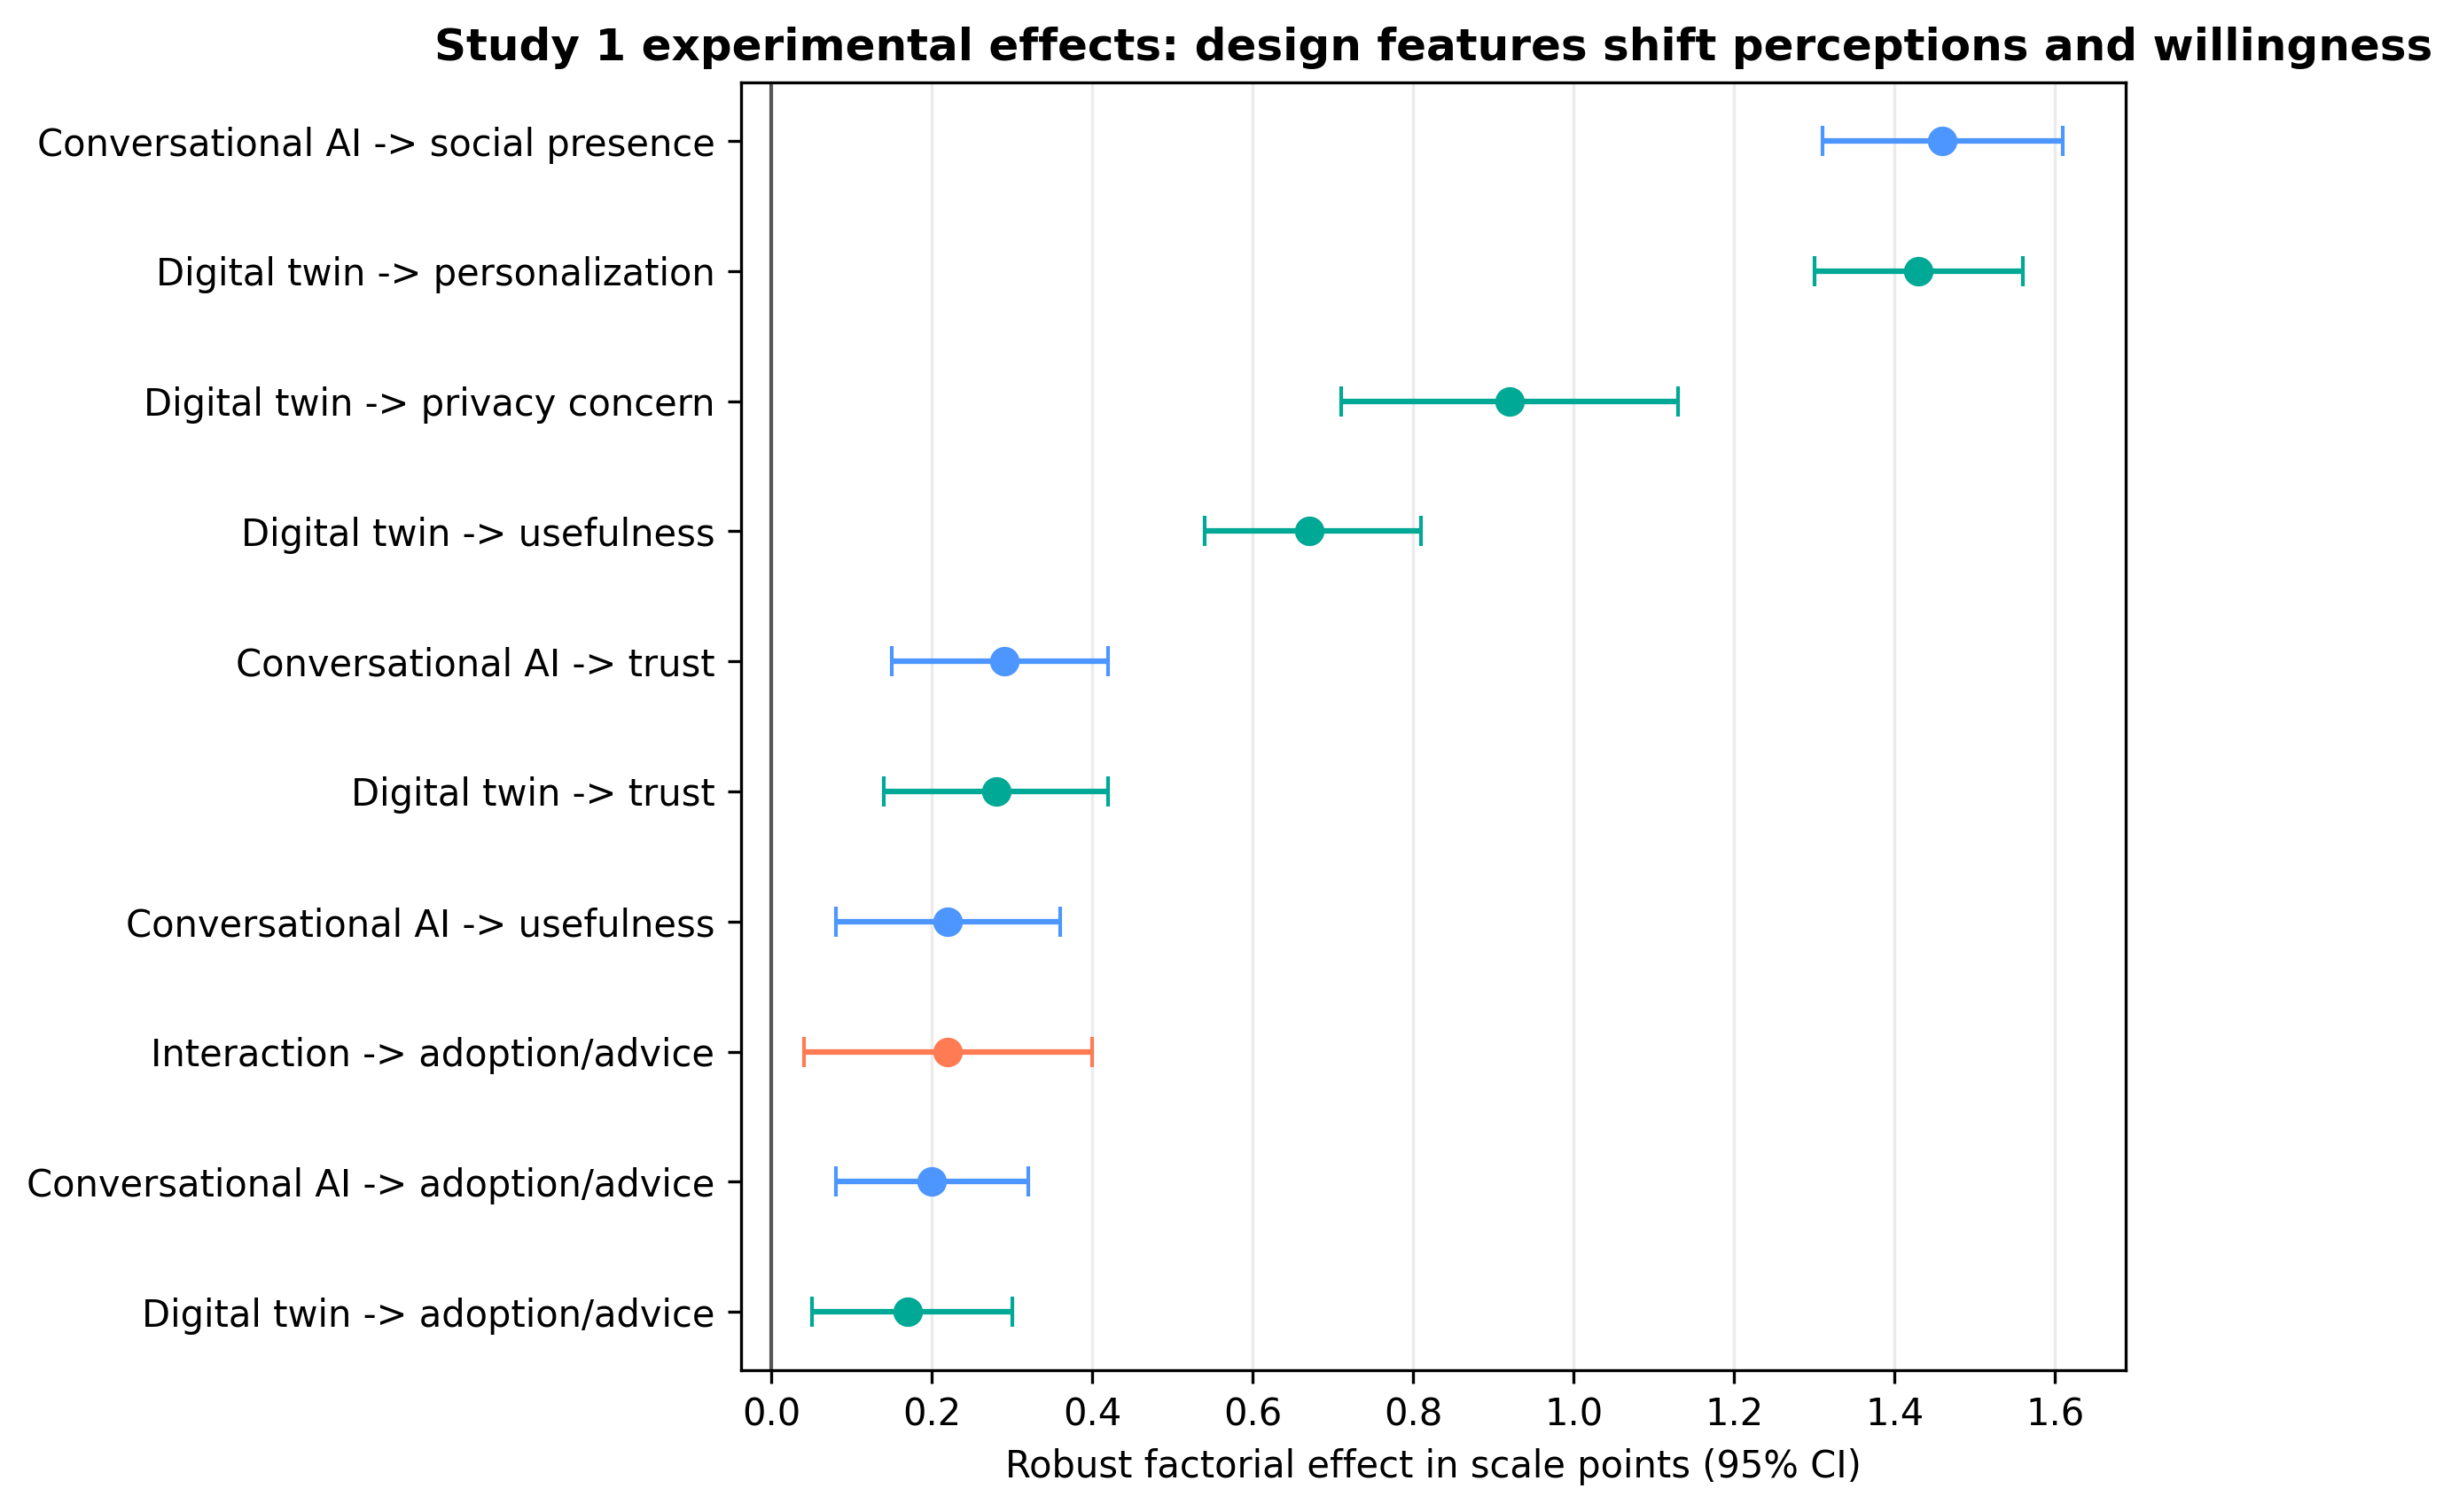 Study 1 experimental effects: design features shift perceptions and willingness
Conversational AI -> social presence
Digital twin -> personalization
Digital twin -> privacy concern
Digital twin -> usefulness
Conversational AI -> trust
Digital twin -> trust
Conversational AI -> usefulness
Interaction -> adoption/advice
Conversational AI -> adoption/advice
Digital twin -> adoption/advice
0.0 0.2 0.4 0.6 0.8 1.0 1.2 1.4 1.6
Robust factorial effect in scale points (95% CI)